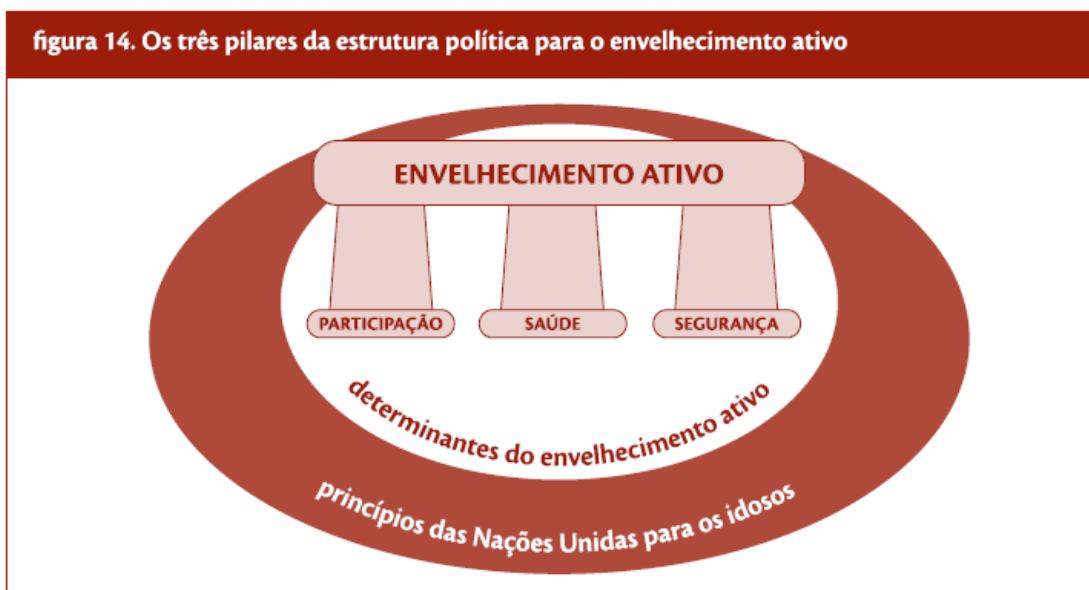 figura 14. Os três pilares da estrutura política para o envelhecimento ativo
ENVELHECIMENTO ATIVO
PARTICIPAÇÃO
SAÚDE
SEGURANÇA
determinantes do envelhecimento ativo
princípios das Nações Unidas para os idosos